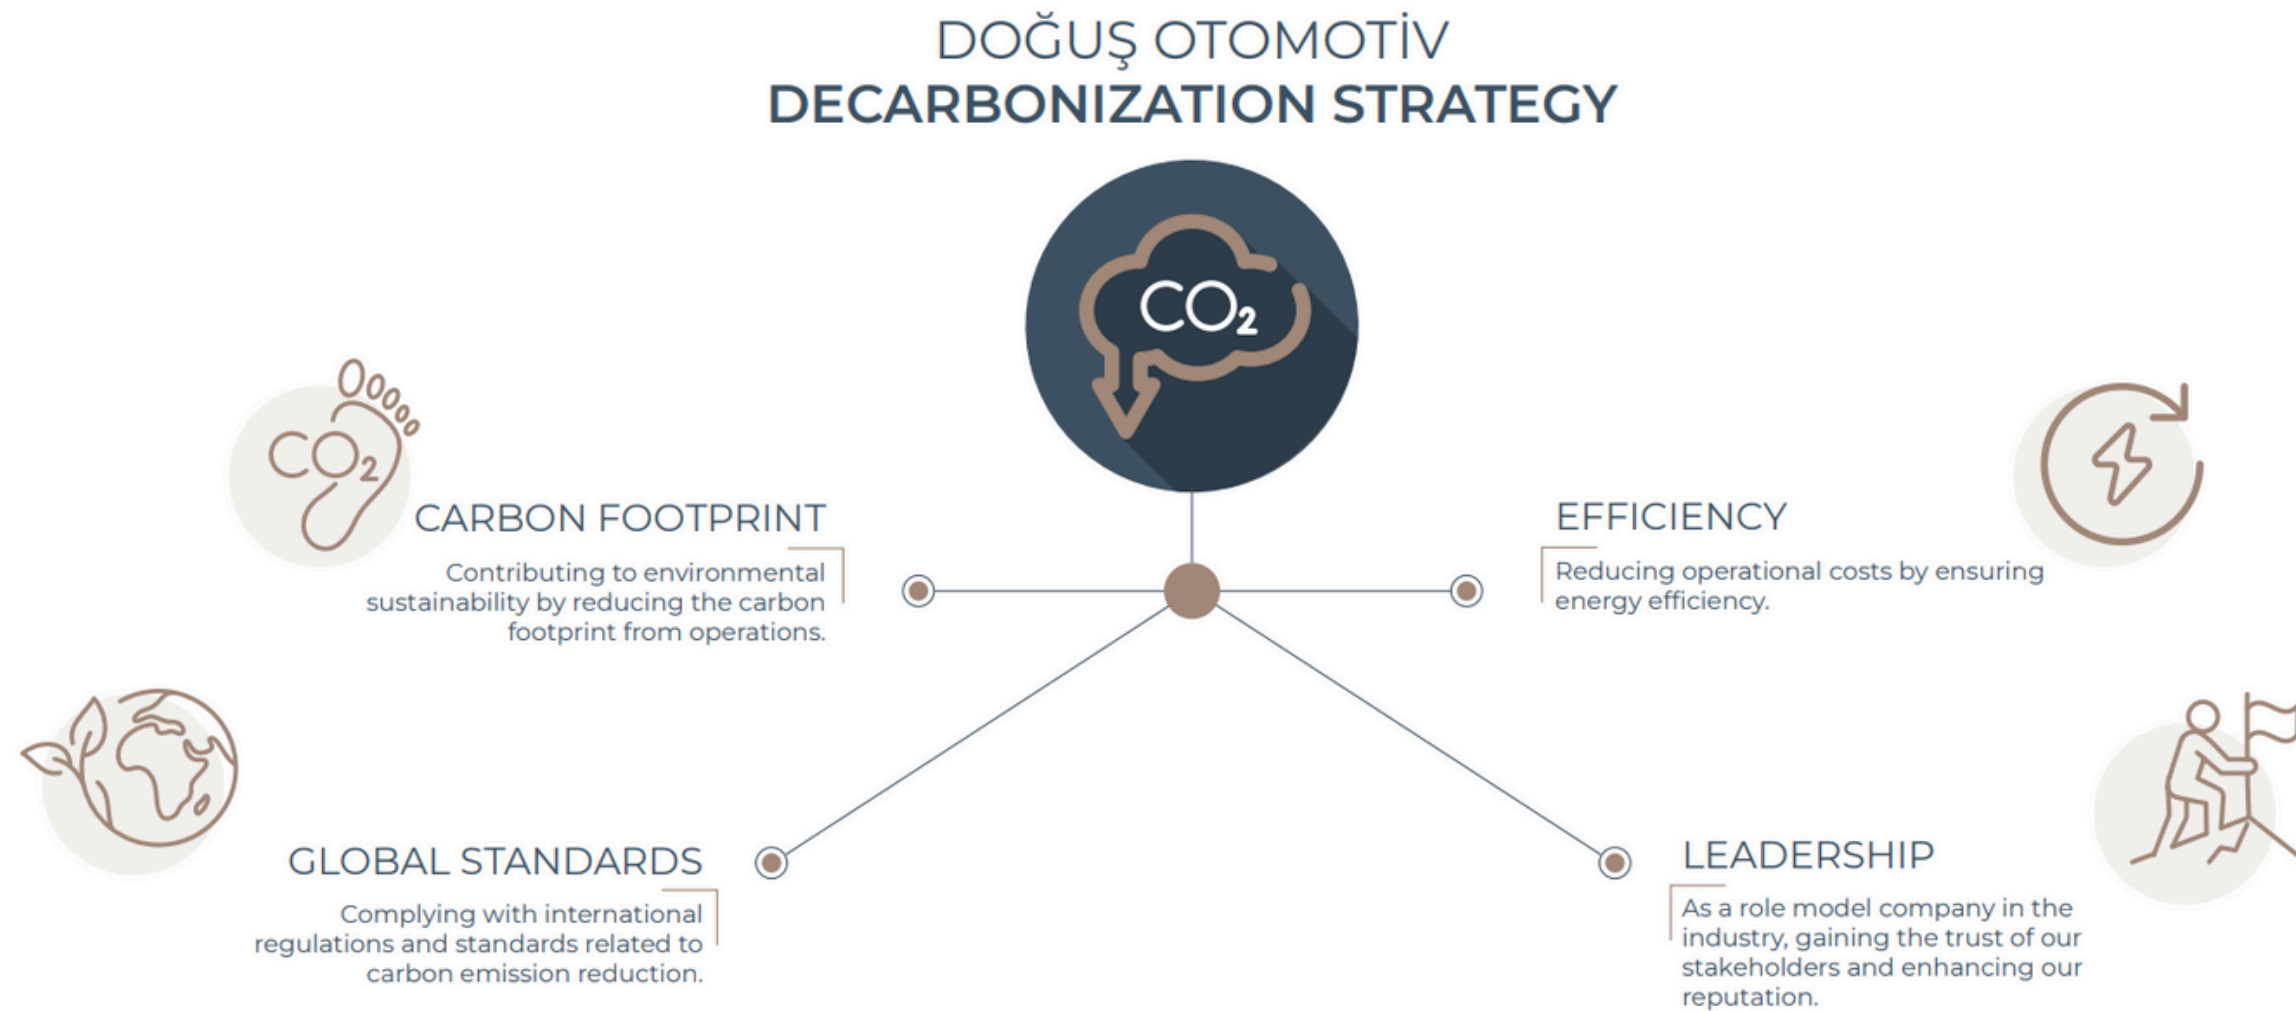 DOĞUŞ OTOMOTİV
DECARBONIZATION STRATEGY
CO₂
CO₂
CARBON FOOTPRINT
Contributing to environmental
sustainability by reducing the carbon
footprint from operations.
EFFICIENCY
Reducing operational costs by ensuring
energy efficiency.
GLOBAL STANDARDS
Complying with international
regulations and standards related to
carbon emission reduction.
LEADERSHIP
As a role model company in the
industry, gaining the trust of our
stakeholders and enhancing our
reputation.